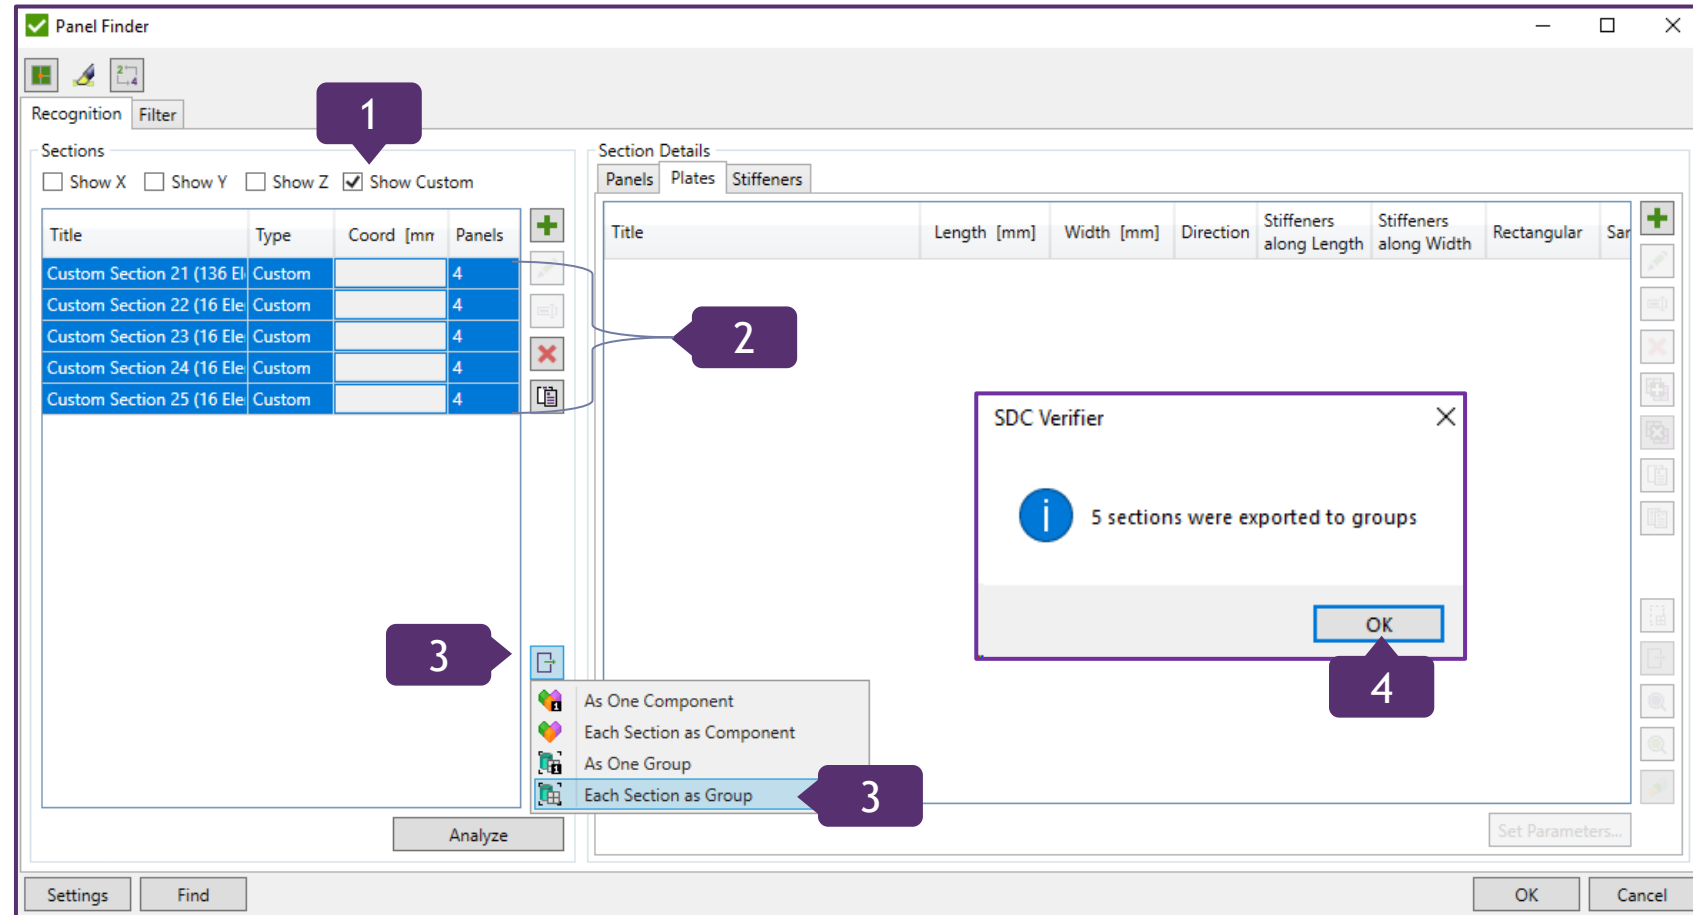 Panel Finder
Recognition Filter
1
Sections
Show X Show Y Show Z Show Custom
Title Type Coord [mm Panels
Custom Section 21 (136 El Custom 4
Custom Section 22 (16 Ele Custom 4
Custom Section 23 (16 Ele Custom 4
Custom Section 24 (16 Ele Custom 4
Custom Section 25 (16 Ele Custom 4
2
3
As One Component
Each Section as Component
As One Group
Each Section as Group
3
Analyze
Section Details
Panels Plates Stiffeners
Title Length [mm] Width [mm] Direction Stiffeners along Length Stiffeners along Width Rectangular Sar
SDC Verifier
5 sections were exported to groups
OK
4
Set Parameters...
Settings Find OK Cancel